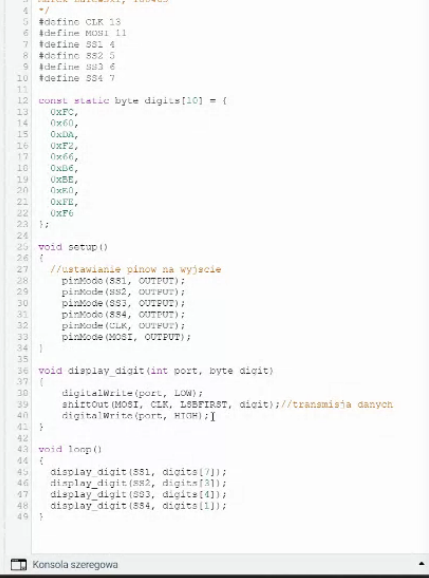 4 */
5 #define CLK 13
6 #define MOSI 11
7 #define SS1 4
8 #define SS2 5
9 #define SS3 6
10 #define SS4 7
11
12 const static byte digits[10] = {
13 0xFC,
14 0x60,
15 0xDA,
16 0xF2,
17 0x66,
18 0xB6,
19 0xBE,
20 0xE0,
21 0xFE,
22 0xF6
23 };
24
25 void setup()
26 {
27 //ustawianie pinow na wyjscie
28 pinMode(SS1, OUTPUT);
29 pinMode(SS2, OUTPUT);
30 pinMode(SS3, OUTPUT);
31 pinMode(SS4, OUTPUT);
32 pinMode(CLK, OUTPUT);
33 pinMode(MOSI, OUTPUT);
34 }
35
36 void display_digit(int port, byte digit)
37 {
38 digitalWrite(port, LOW);
39 shiftOut(MOSI, CLK, LSBFIRST, digit);//transmisja danych
40 digitalWrite(port, HIGH);
41 }
42
43 void loop()
44 {
45 display_digit(SS1, digits[7]);
46 display_digit(SS2, digits[3]);
47 display_digit(SS3, digits[4]);
48 display_digit(SS4, digits[1]);
49 }
Konsola szeregowa